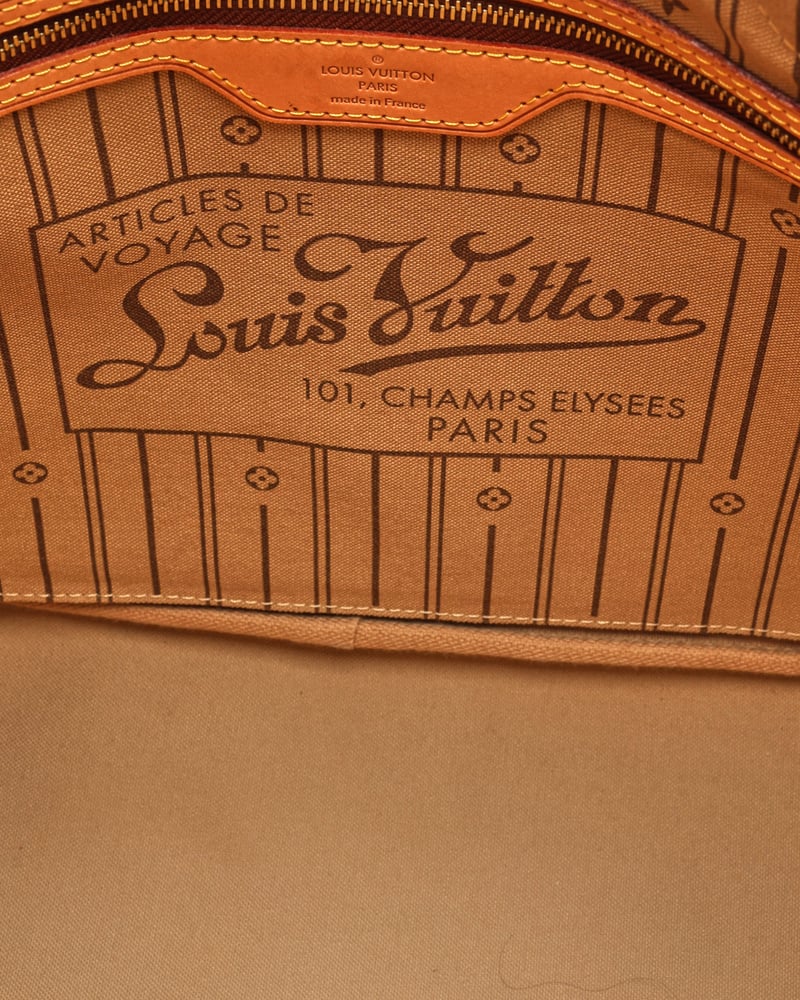 ®
LOUIS VUITTON
PARIS
made in France
ARTICLES DE
VOYAGE
Louis Vuitton
101, CHAMPS ELYSEES
PARIS